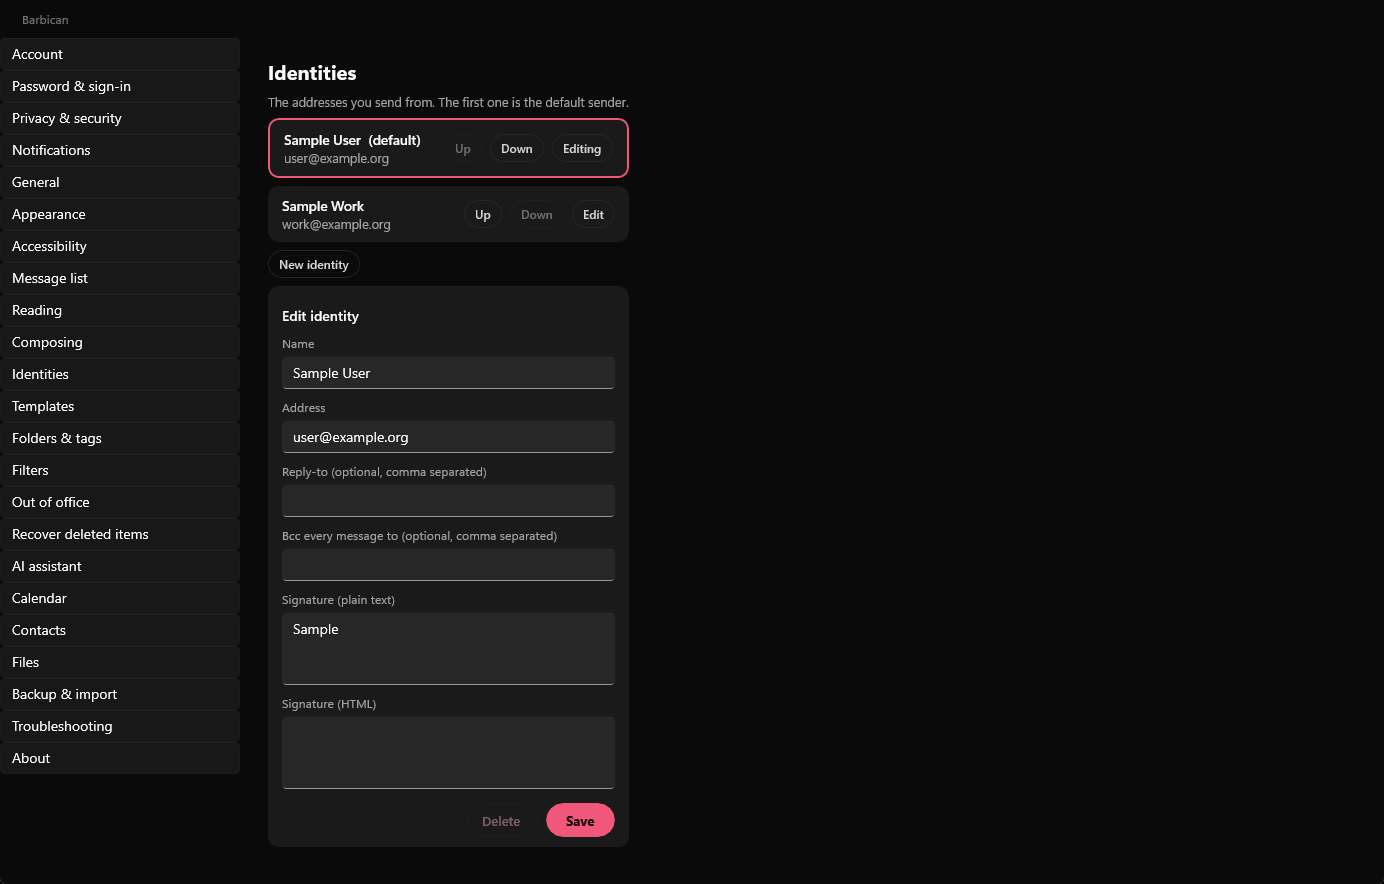 Barbican
Account
Password & sign-in
Privacy & security
Notifications
General
Appearance
Accessibility
Message list
Reading
Composing
Identities
Templates
Folders & tags
Filters
Out of office
Recover deleted items
AI assistant
Calendar
Contacts
Files
Backup & import
Troubleshooting
About
Identities
The addresses you send from. The first one is the default sender.
Sample User (default)
user@example.org
Up Down Editing
Sample Work
work@example.org
Up Down Edit
New identity
Edit identity
Name
Sample User
Address
user@example.org
Reply-to (optional, comma separated)
Bcc every message to (optional, comma separated)
Signature (plain text)
Sample
Signature (HTML)
Delete Save